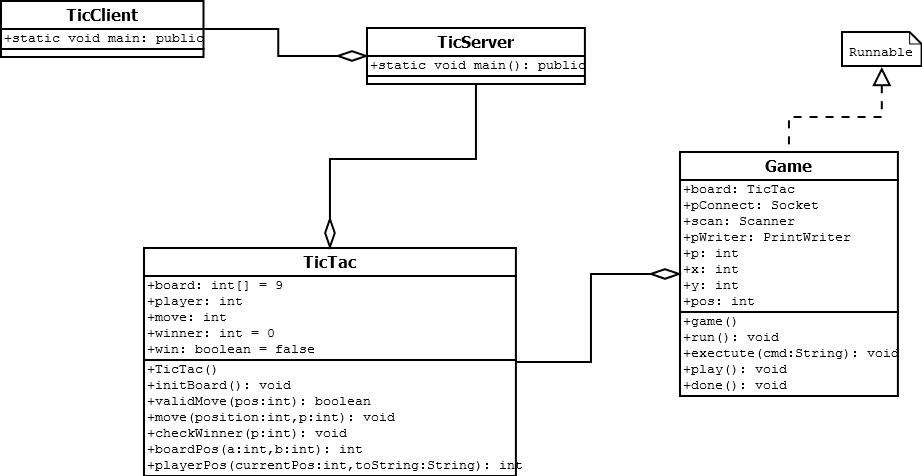 TicClient
+static void main: public
TicServer
+static void main(): public
Runnable
Game
+board: TicTac
+pConnect: Socket
+scan: Scanner
+pWriter: PrintWriter
+p: int
+x: int
+y: int
+pos: int
+game()
+run(): void
+exectute(cmd:String): void
+play(): void
+done(): void
TicTac
+board: int[] = 9
+player: int
+move: int
+winner: int = 0
+win: boolean = false
+TicTac()
+initBoard(): void
+validMove(pos:int): boolean
+move(position:int,p:int): void
+checkWinner(p:int): void
+boardPos(a:int,b:int): int
+playerPos(currentPos:int,toString:String): int